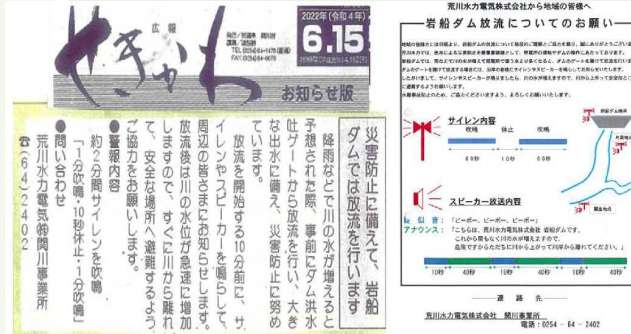 広報
せきかわ
2022年(令和4年)
6.15
お知らせ版
災害防止に備えて、岩船
ダムでは放流を行います
降雨などで川の水が増えると
予想された際、事前にダム洪水
吐ゲートから放流を行い、大き
な出水に備え、災害防止に努め
ています。
放流を開始する10分前に、サ
イレンやスピーカーを鳴らして、
周辺の皆さまにお知らせします。
放流後は川の水位が急速に増加
しますので、すぐに川から離れ
て、安全な場所へ避難するよう、
ご協力をお願いします。
●警報内容
約2分間サイレンを吹鳴
「1分吹鳴・10秒休止・1分吹鳴」
●問い合わせ
荒川水力電気㈱関川事業所
☎(64)2402
荒川水力電気株式会社から地域の皆様へ
岩船ダム放流についてのお願い
サイレン内容
吹鳴 休止 吹鳴
60秒 10秒 60秒
スピーカー放送内容
擬似音：「ピーポー、ピーポー、ピーポー」
アナウンス：「こちらは、荒川水力電気株式会社 岩船ダムです。
これから間もなく川の水が増えますので、
危険ですからただちに川から上がって川岸から離れてください。」
10秒 40秒 10秒 40秒 10秒 40秒
連絡先
荒川水力電気株式会社 関川事業所
電話：0254-64-2402